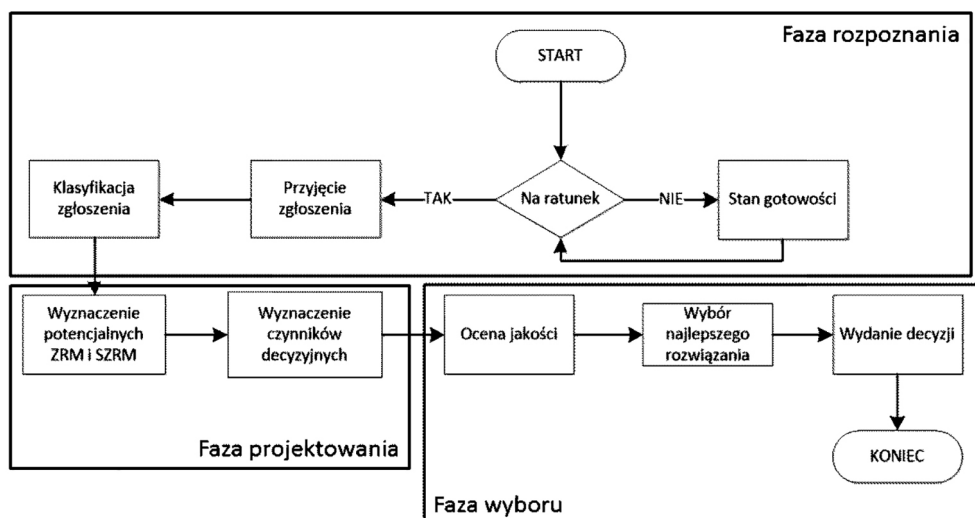 Faza rozpoznania
START
Klasyfikacja
zgłoszenia
Przyjęcie
zgłoszenia
TAK
Na ratunek
NIE
Stan gotowości
Wyznaczenie
potencjalnych
ZRM i SZRM
Wyznaczenie
czynników
decyzyjnych
Faza projektowania
Ocena jakości
Wybór
najlepszego
rozwiązania
Wydanie decyzji
KONIEC
Faza wyboru